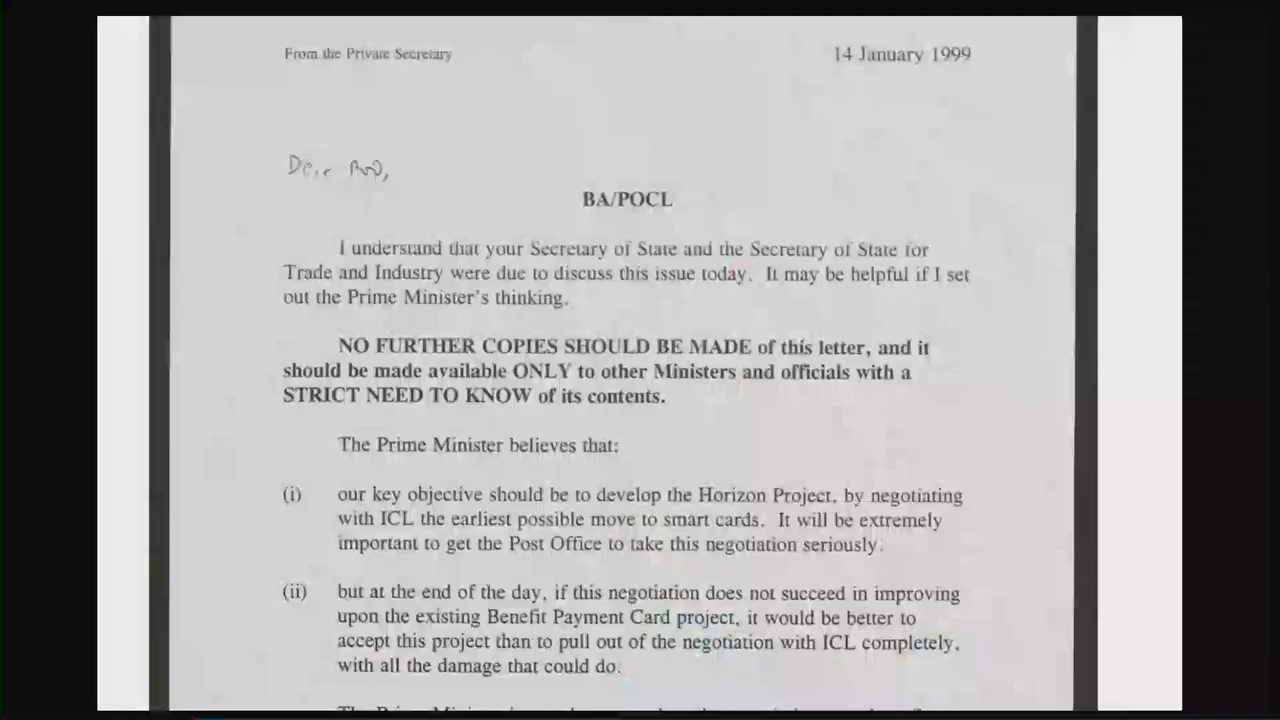 From the Private Secretary
14 January 1999
BA/POCL
I understand that your Secretary of State and the Secretary of State for
Trade and Industry were due to discuss this issue today. It may be helpful if I set
out the Prime Minister's thinking.
NO FURTHER COPIES SHOULD BE MADE of this letter, and it
should be made available ONLY to other Ministers and officials with a
STRICT NEED TO KNOW of its contents.
The Prime Minister believes that:
(i) our key objective should be to develop the Horizon Project, by negotiating
with ICL the earliest possible move to smart cards. It will be extremely
important to get the Post Office to take this negotiation seriously.
(ii) but at the end of the day, if this negotiation does not succeed in improving
upon the existing Benefit Payment Card project, it would be better to
accept this project than to pull out of the negotiation with ICL completely,
with all the damage that could do.